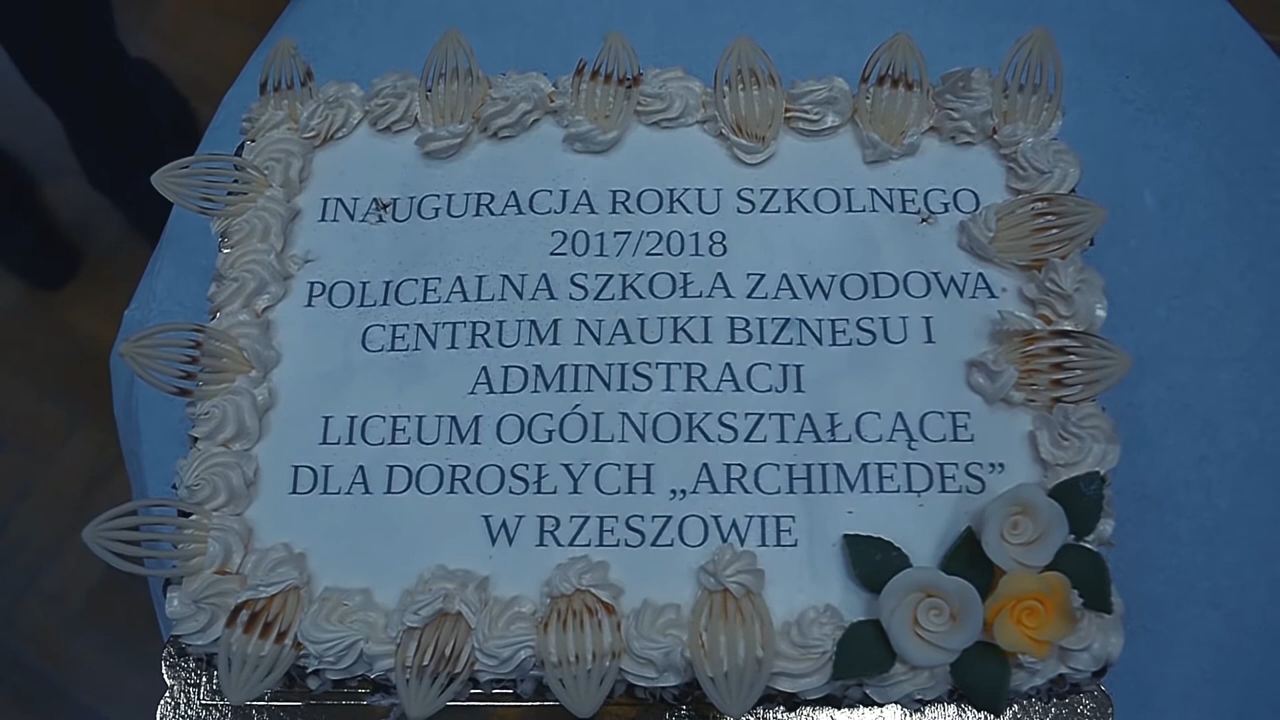 INAUGURACJA ROKU SZKOLNEGO
2017/2018
POLICEALNA SZKOŁA ZAWODOWA
CENTRUM NAUKI BIZNESU I
ADMINISTRACJI
LICEUM OGÓLNOKSZTAŁCĄCE
DLA DOROSŁYCH „ARCHIMEDES”
W RZESZOWIE